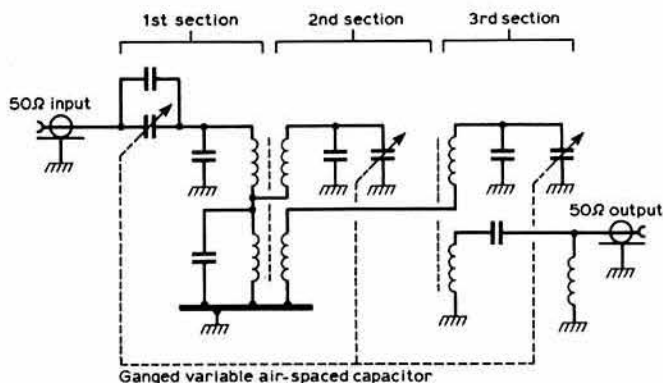 1st section
2nd section
3rd section
50Ω input
50Ω output
Ganged variable air-spaced capacitor